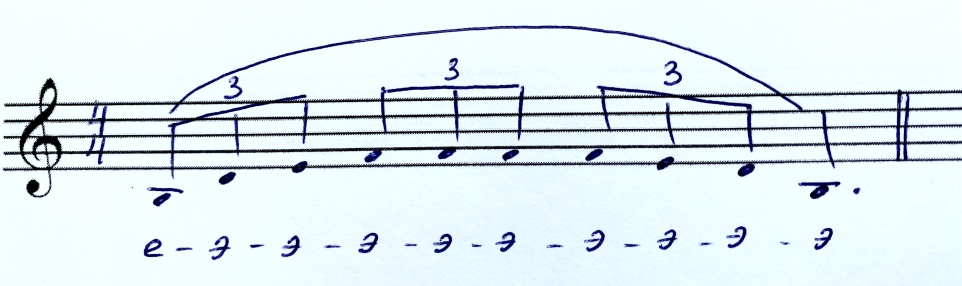 3 3 3
е - э - э - э - э - э - э - э - э - э